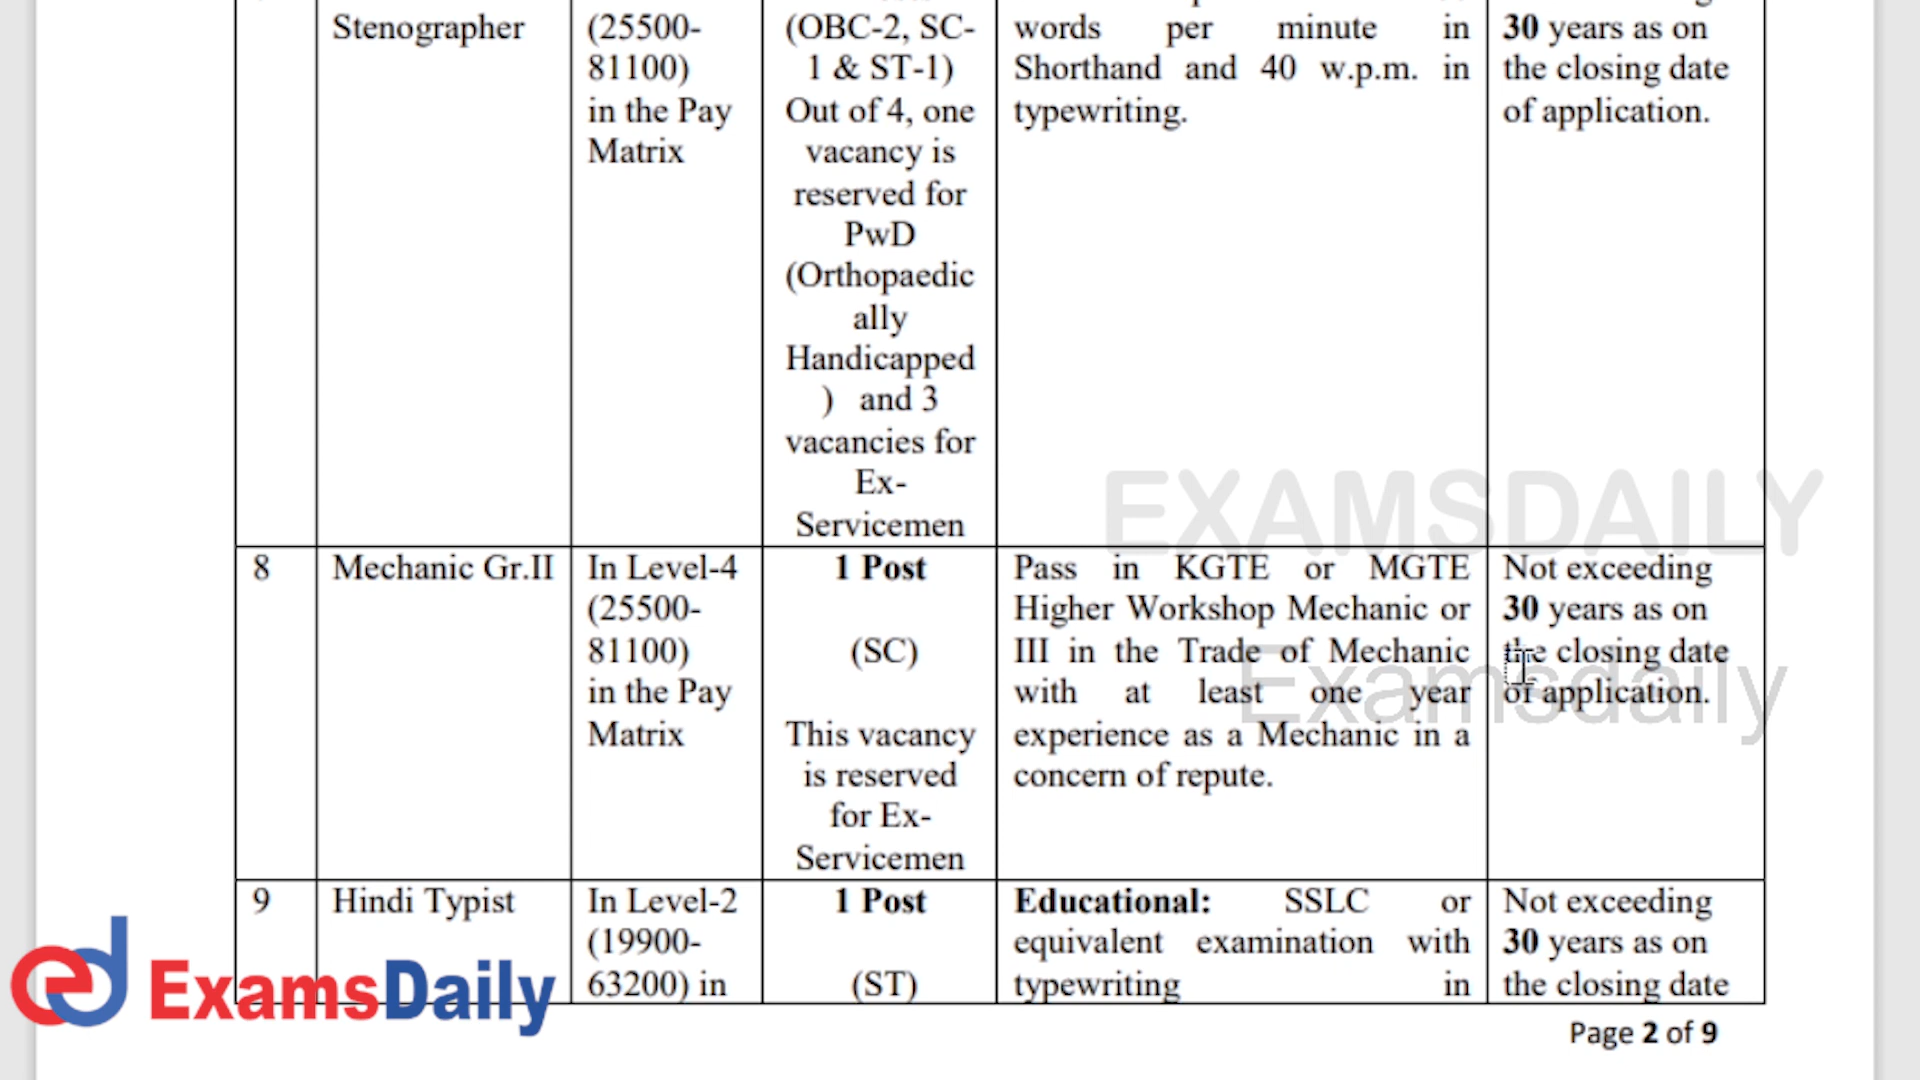 Stenographer
(25500-
81100)
in the Pay
Matrix
(OBC-2, SC-
1 & ST-1)
Out of 4, one
vacancy is
reserved for
PwD
(Orthopaedic
ally
Handicapped
) and 3
vacancies for
Ex-
Servicemen
words per minute in
Shorthand and 40 w.p.m. in
typewriting.
30 years as on
the closing date
of application.
EXAMSDAILY
8
Mechanic Gr.II
In Level-4
(25500-
81100)
in the Pay
Matrix
1 Post
(SC)
This vacancy
is reserved
for Ex-
Servicemen
Pass in KGTE or MGTE
Higher Workshop Mechanic or
III in the Trade of Mechanic
with at least one year
experience as a Mechanic in a
concern of repute.
Not exceeding
30 years as on
the closing date
of application.
Examsdaily
9
Hindi Typist
In Level-2
(19900-
63200) in
1 Post
(ST)
Educational: SSLC or
equivalent examination with
typewriting in
Not exceeding
30 years as on
the closing date
ed ExamsDaily
Page 2 of 9